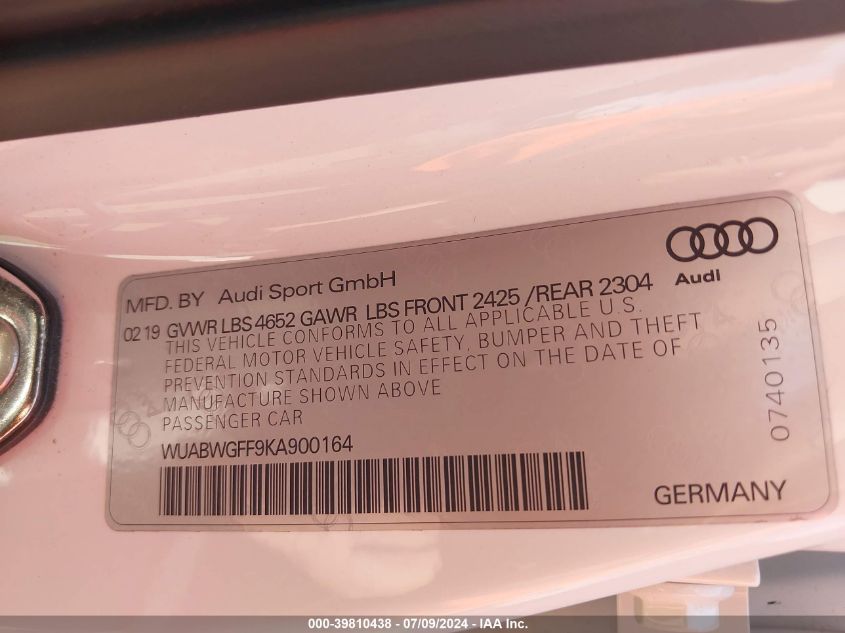 Audi
MFD. BY Audi Sport GmbH
02 19 GVWR LBS 4652 GAWR LBS FRONT 2425 /REAR 2304
THIS VEHICLE CONFORMS TO ALL APPLICABLE U.S.
FEDERAL MOTOR VEHICLE SAFETY, BUMPER AND THEFT
PREVENTION STANDARDS IN EFFECT ON THE DATE OF
MANUFACTURE SHOWN ABOVE
PASSENGER CAR
WUABWGFF9KA900164
0740135
GERMANY
000-39810438 - 07/09/2024 - IAA Inc.